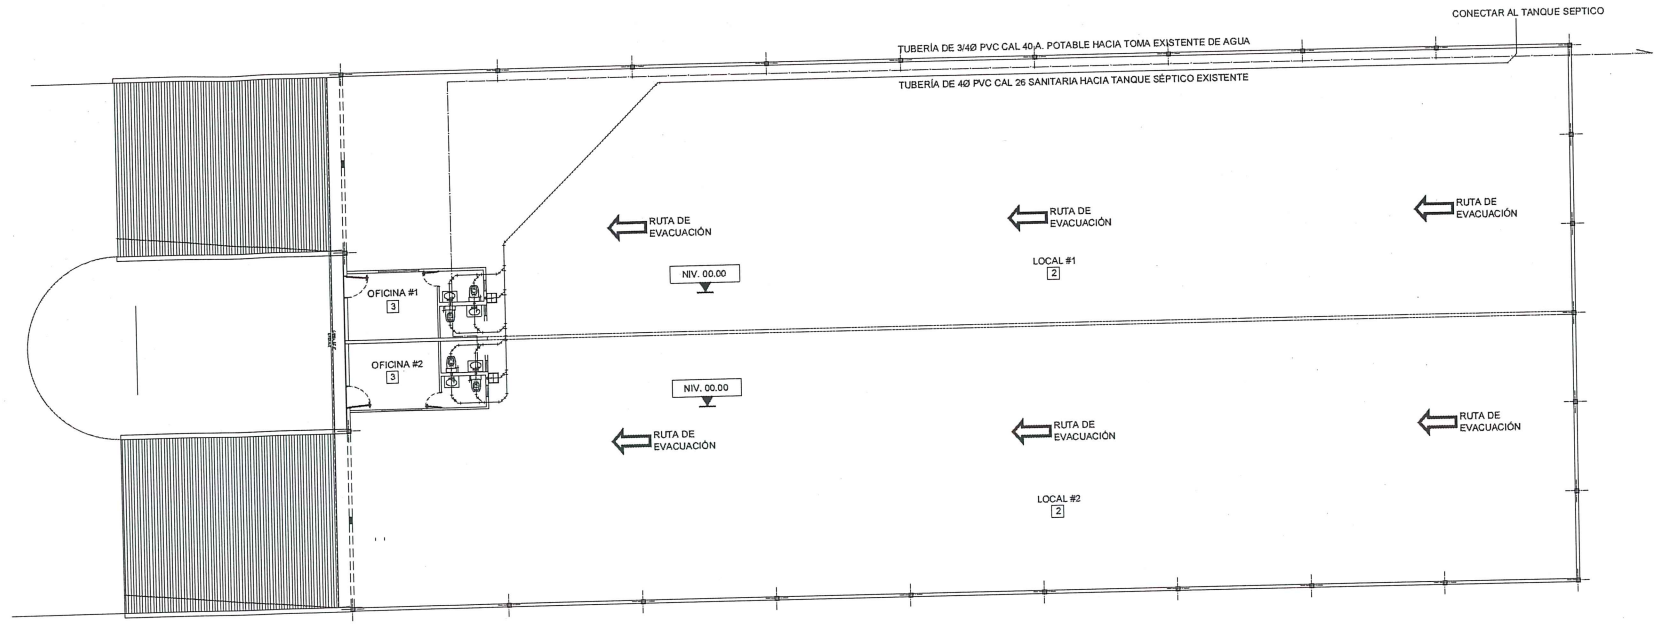 CONECTAR AL TANQUE SEPTICO
TUBERÍA DE 3/4Ø PVC CAL 40 A. POTABLE HACIA TOMA EXISTENTE DE AGUA
TUBERÍA DE 4Ø PVC CAL 26 SANITARIA HACIA TANQUE SÉPTICO EXISTENTE
RUTA DE
EVACUACIÓN
RUTA DE
EVACUACIÓN
RUTA DE
EVACUACIÓN
LOCAL #1
2
NIV. 00.00
OFICINA #1
3
OFICINA #2
3
NIV. 00.00
RUTA DE
EVACUACIÓN
RUTA DE
EVACUACIÓN
RUTA DE
EVACUACIÓN
LOCAL #2
2